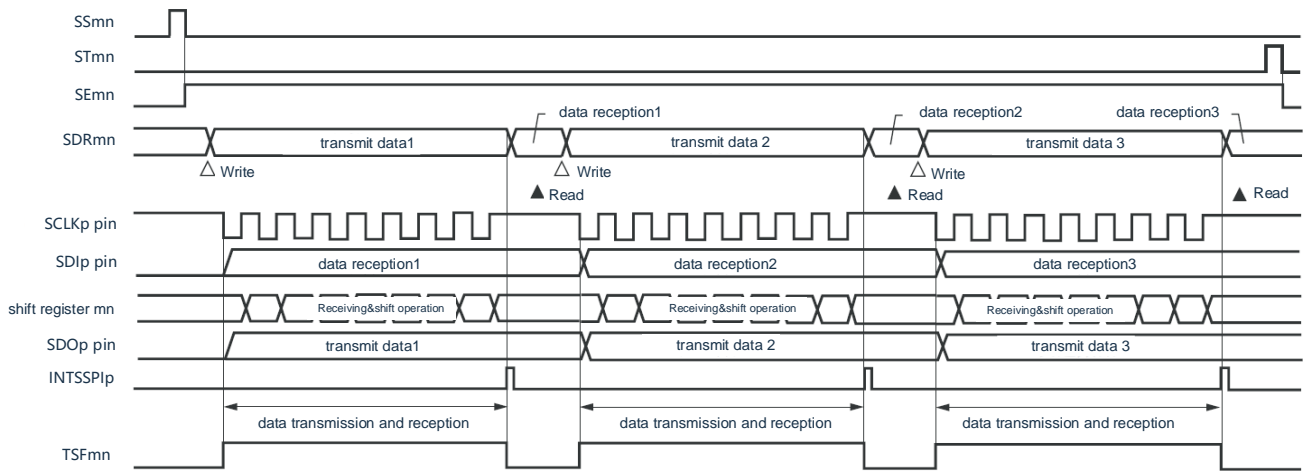 SSmn
STmn
SEmn
data reception1
data reception2
data reception3
SDRmn
transmit data1
transmit data 2
transmit data 3
Write
Write
Write
Read
Read
Read
SCLKp pin
SDIp pin
data reception1
data reception2
data reception3
shift register mn
Receiving&shift operation
Receiving&shift operation
Receiving&shift operation
SDOp pin
transmit data1
transmit data 2
transmit data 3
INTSSPIp
data transmission and reception
data transmission and reception
data transmission and reception
TSFmn